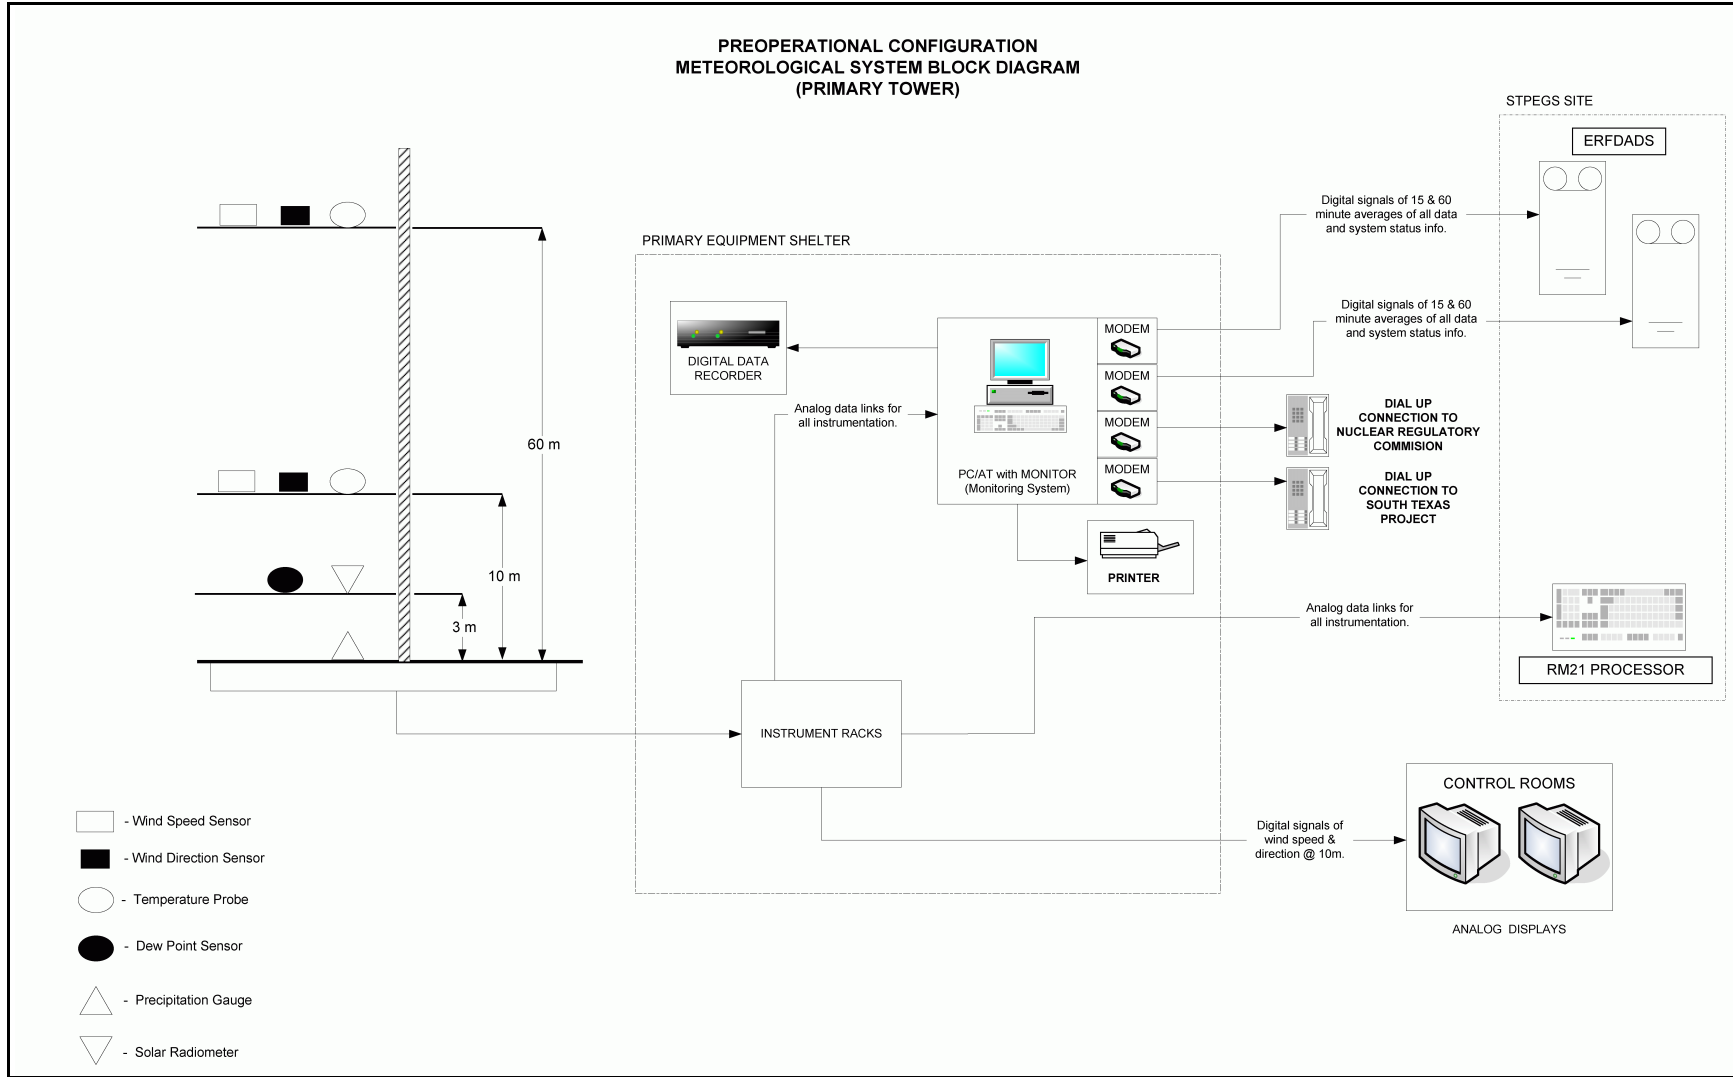 PREOPERATIONAL CONFIGURATION
METEOROLOGICAL SYSTEM BLOCK DIAGRAM
(PRIMARY TOWER)
STPEGS SITE
ERFDADS
Digital signals of 15 & 60
minute averages of all data
and system status info.
PRIMARY EQUIPMENT SHELTER
Digital signals of 15 & 60
minute averages of all data
and system status info.
MODEM
DIGITAL DATA
RECORDER
MODEM
Analog data links for
all instrumentation.
MODEM
DIAL UP
CONNECTION TO
NUCLEAR REGULATORY
COMMISION
60 m
MODEM
PC/AT with MONITOR
(Monitoring System)
DIAL UP
CONNECTION TO
SOUTH TEXAS
PROJECT
10 m
PRINTER
3 m
Analog data links for
all instrumentation.
RM21 PROCESSOR
INSTRUMENT RACKS
CONTROL ROOMS
Digital signals of
wind speed &
direction @ 10m.
ANALOG DISPLAYS
- Wind Speed Sensor
- Wind Direction Sensor
- Temperature Probe
- Dew Point Sensor
- Precipitation Gauge
- Solar Radiometer